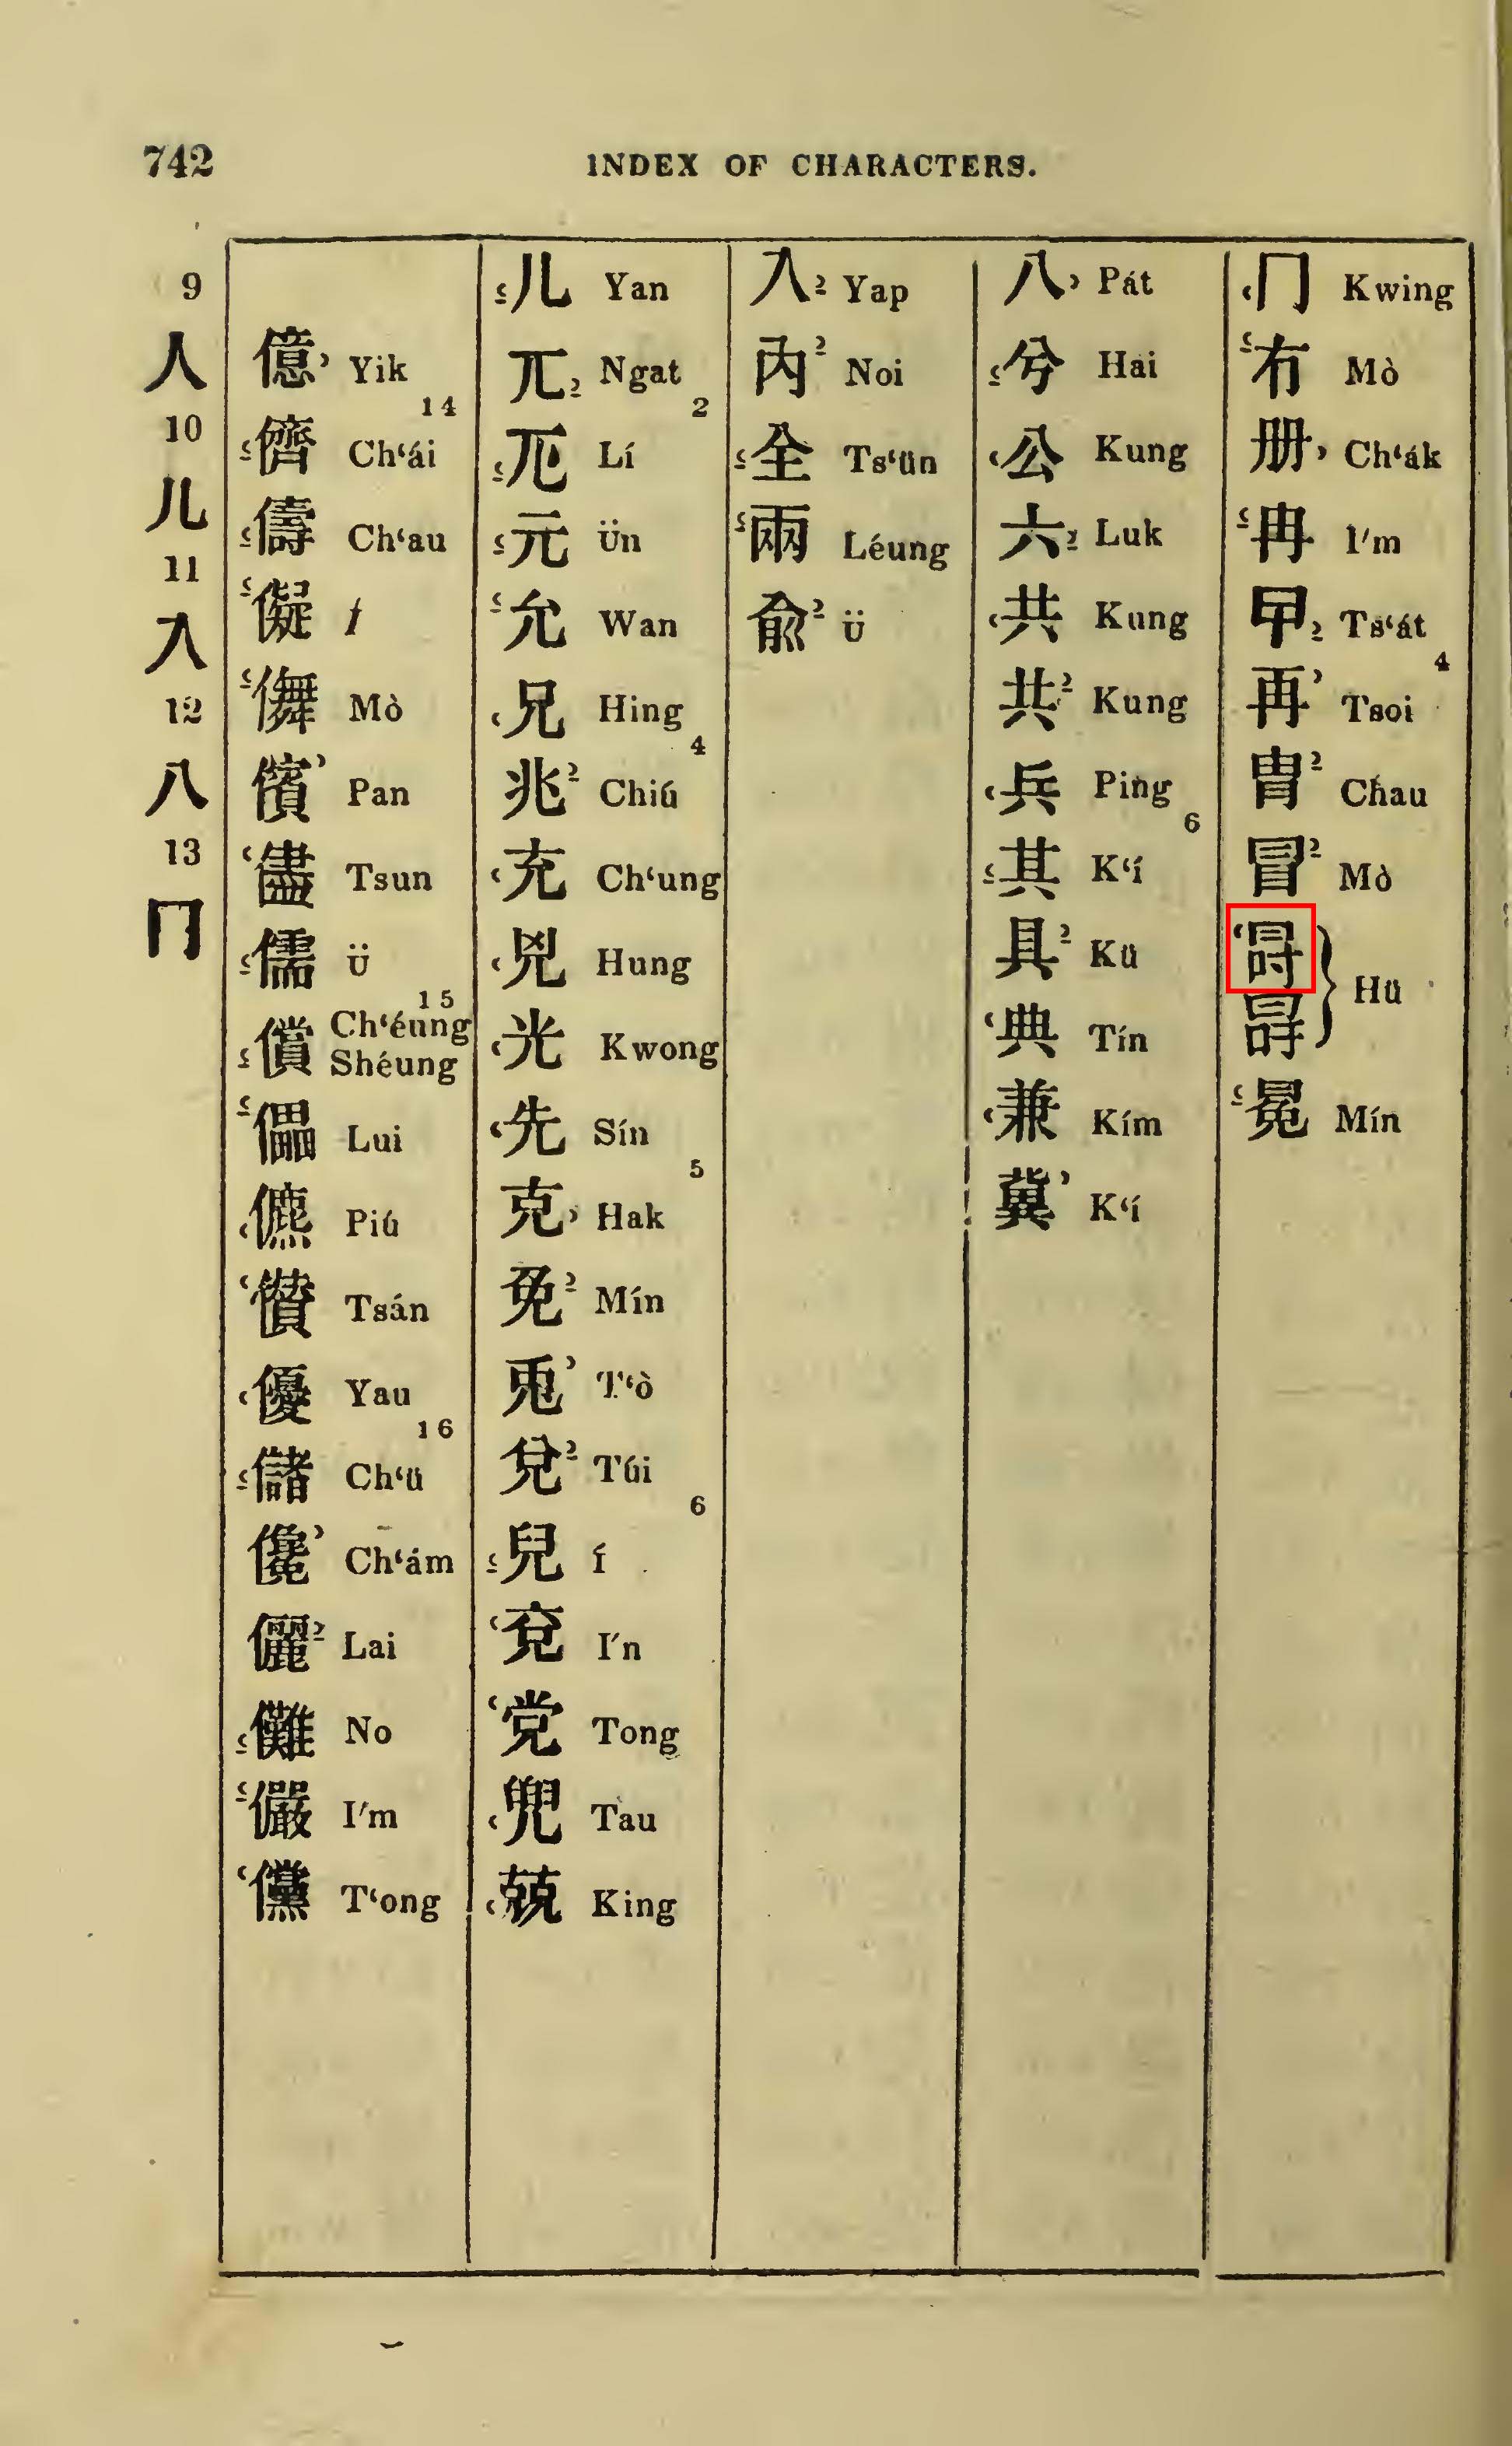 742
INDEX OF CHARACTERS.
9
人
10
儿
11
入
12
八
13
冂
億 Yik
14
儕 Ch‘ái
儔 Ch‘au
儗 Í
儛 Mò
儐 Pan
儘 Tsun
儒 Ü
15
償 Ch‘éung
Shéung
儡 Lui
儦 Piú
儧 Tsán
優 Yau
16
儲 Ch‘ü
儳 Ch‘ám
儷 Lai
儺 No
儼 I'm
儻 T‘ong
儿 Yan
兀 Ngat
2
Lí
元 Ün
允 Wan
兄 Hing
4
兆 Chiú
充 Ch‘ung
兇 Hung
光 Kwong
先 Sín
5
克 Hak
免 Mín
兎 T‘ò
兌 Túi
6
兒 Í
兗 I'n
党 Tong
兜 Tau
兢 King
入 Yap
內 Noi
全 Ts‘ün
兩 Léung
兪 Ü
八 Pát
兮 Hai
公 Kung
六 Luk
共 Kung
共 Kung
兵 Ping
6
其 K‘í
具 Kü
典 Tín
兼 Kím
冀 K‘í
冂 Kwing
冇 Mò
册 Ch‘ák
冉 I'm
曱 Ts‘át
4
再 Tsoi
冑 Chau
冒 Mò
冔 Hü
冕 Mín